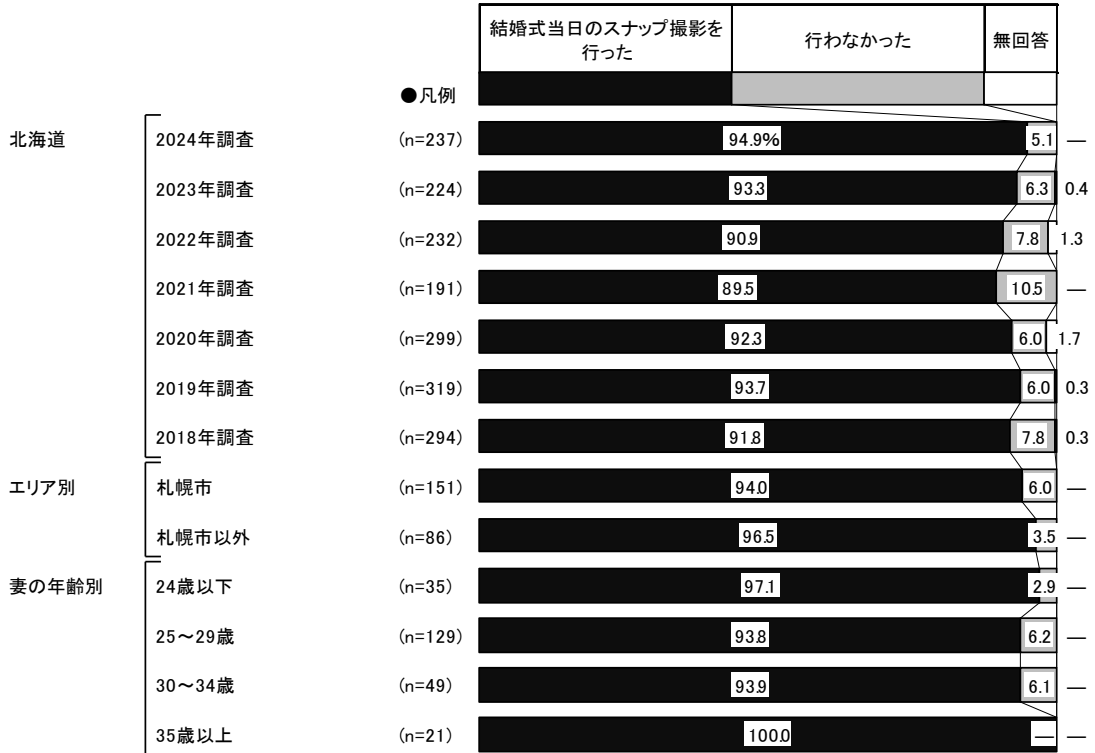 結婚式当日のスナップ撮影を
行った
行わなかった
無回答
●凡例
北海道 2024年調査 (n=237) 94.9% 5.1 ―
2023年調査 (n=224) 93.3 6.3 0.4
2022年調査 (n=232) 90.9 7.8 1.3
2021年調査 (n=191) 89.5 10.5 ―
2020年調査 (n=299) 92.3 6.0 1.7
2019年調査 (n=319) 93.7 6.0 0.3
2018年調査 (n=294) 91.8 7.8 0.3
エリア別 札幌市 (n=151) 94.0 6.0 ―
札幌市以外 (n=86) 96.5 3.5 ―
妻の年齢別 24歳以下 (n=35) 97.1 2.9 ―
25～29歳 (n=129) 93.8 6.2 ―
30～34歳 (n=49) 93.9 6.1 ―
35歳以上 (n=21) 100.0 ― ―